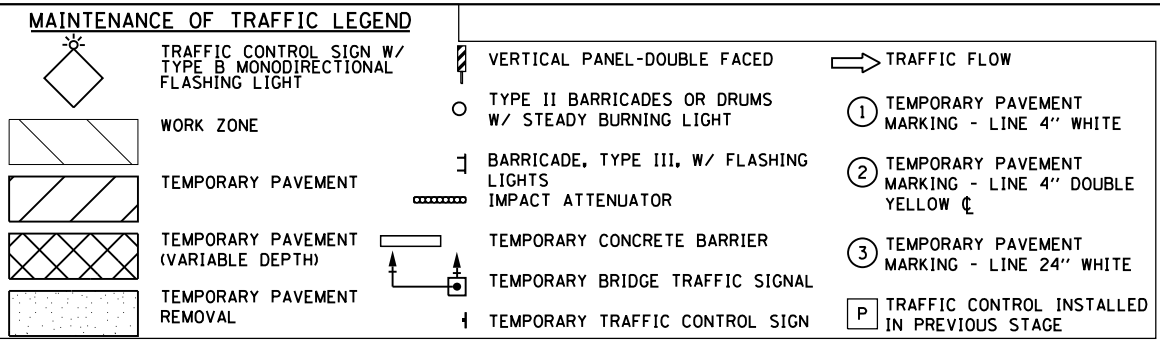 MAINTENANCE OF TRAFFIC LEGEND
TRAFFIC CONTROL SIGN W/
TYPE B MONODIRECTIONAL
FLASHING LIGHT
WORK ZONE
TEMPORARY PAVEMENT
TEMPORARY PAVEMENT
(VARIABLE DEPTH)
TEMPORARY PAVEMENT
REMOVAL
VERTICAL PANEL-DOUBLE FACED
TYPE II BARRICADES OR DRUMS
W/ STEADY BURNING LIGHT
BARRICADE, TYPE III, W/ FLASHING
LIGHTS
IMPACT ATTENUATOR
TEMPORARY CONCRETE BARRIER
TEMPORARY BRIDGE TRAFFIC SIGNAL
TEMPORARY TRAFFIC CONTROL SIGN
TRAFFIC FLOW
1 TEMPORARY PAVEMENT
MARKING - LINE 4'' WHITE
2 TEMPORARY PAVEMENT
MARKING - LINE 4'' DOUBLE
YELLOW ℄
3 TEMPORARY PAVEMENT
MARKING - LINE 24'' WHITE
P TRAFFIC CONTROL INSTALLED
IN PREVIOUS STAGE